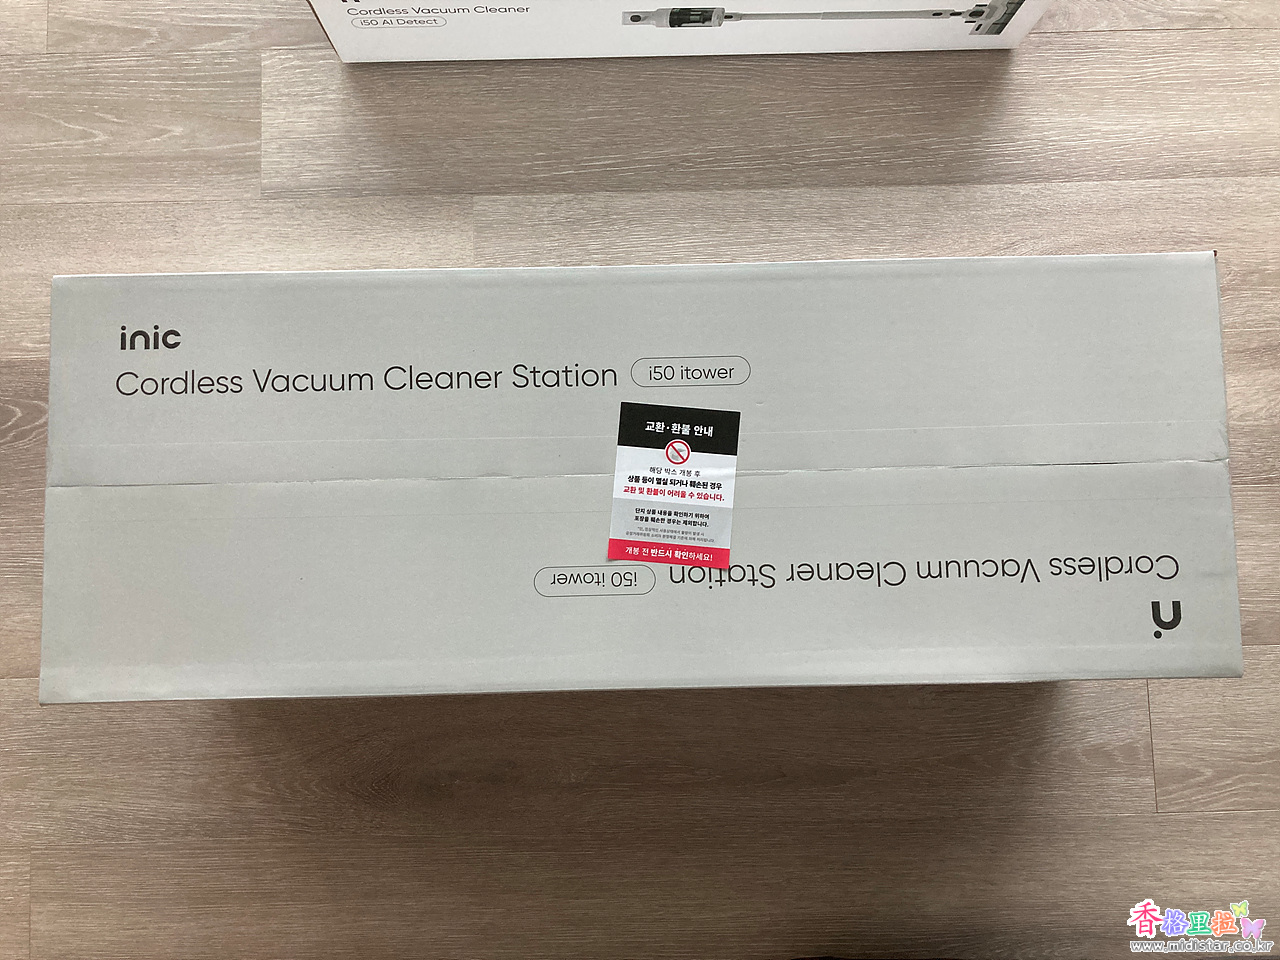 Cordless Vacuum Cleaner
i50 AI Detect
inic
Cordless Vacuum Cleaner Station
i50 itower
교환·환불 안내
해당 박스 개봉 후
상품 등이 멸실 되거나 훼손된 경우
교환 및 환불이 어려울 수 있습니다.
단지 상품 내용을 확인하기 위하여
포장을 훼손한 경우는 제외합니다.
개봉 전 반드시 확인하세요!
Cordless Vacuum Cleaner Station
i50 itower
香格里拉
www.midistar.co.kr